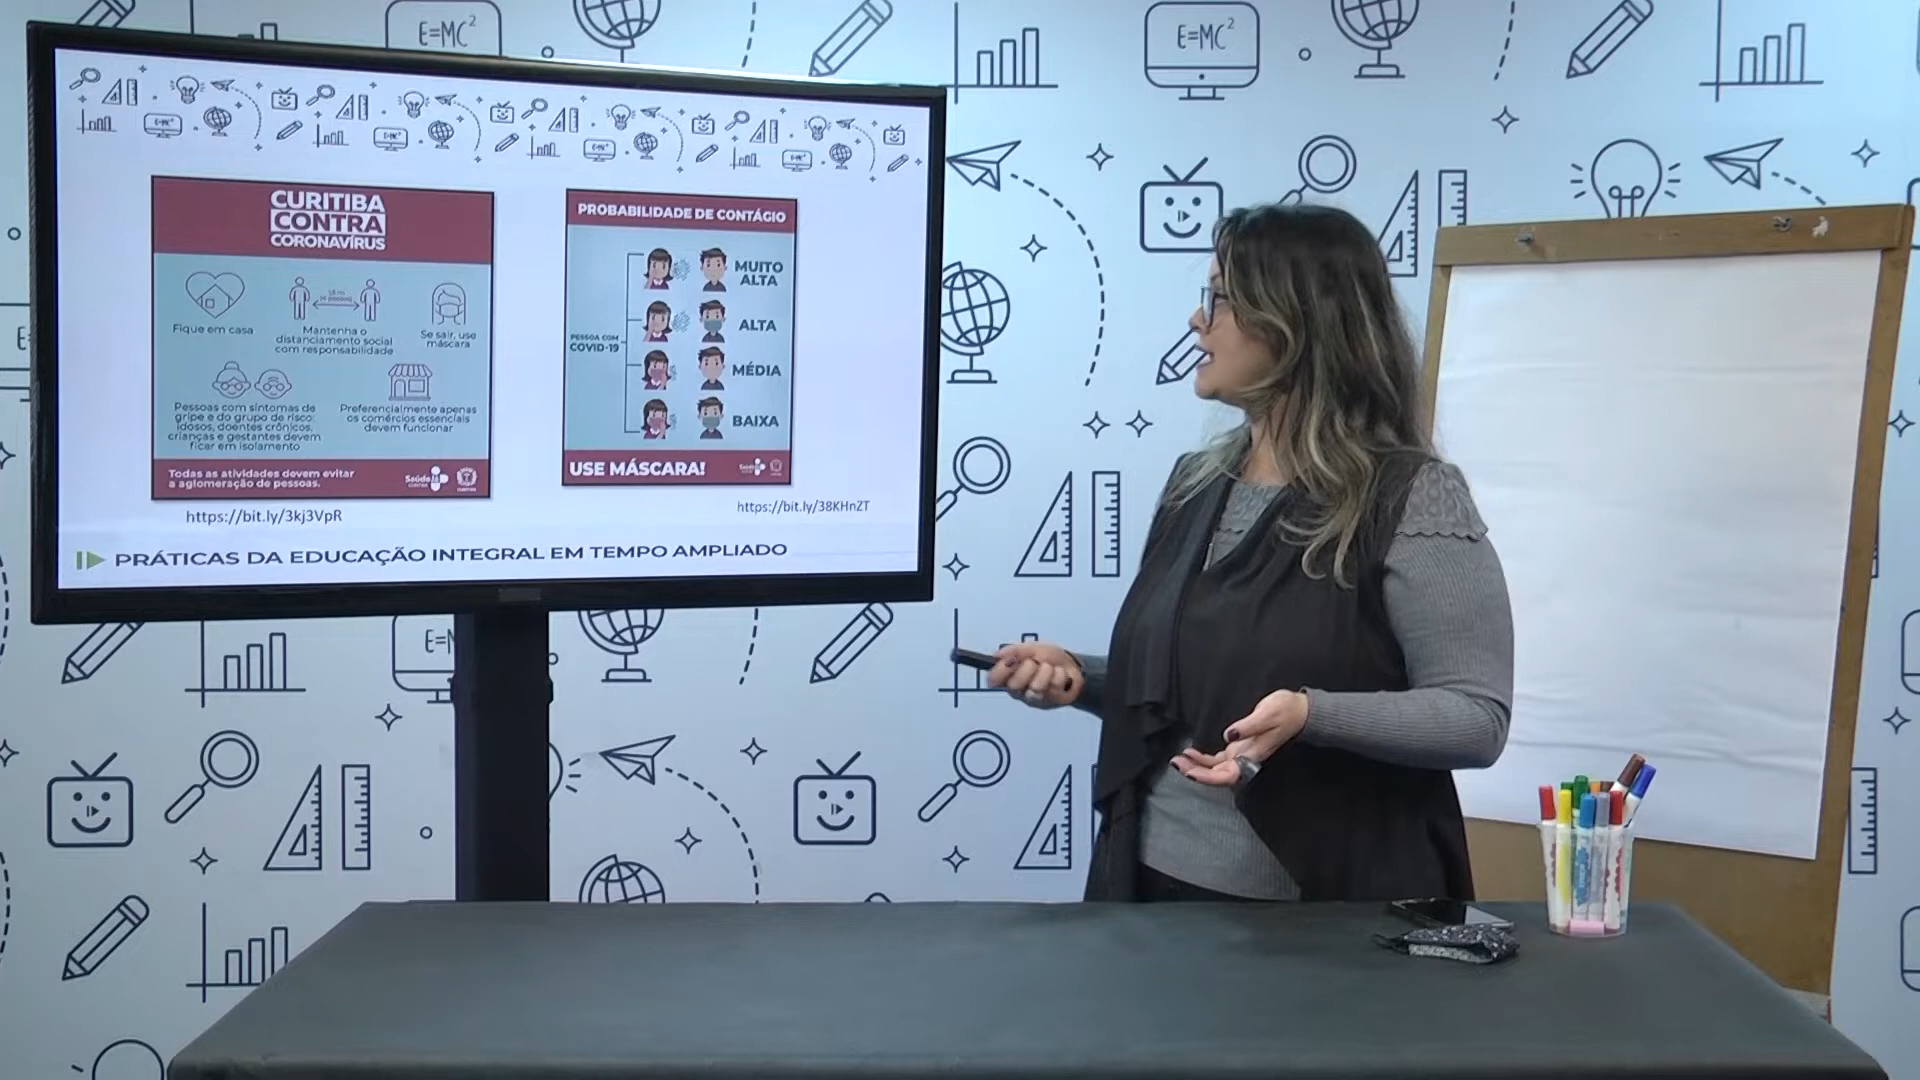 E=MC²
E=MC²
CURITIBA
CONTRA
CORONAVÍRUS
Fique em casa
Mantenha o
distanciamento social
com responsabilidade
Se sair, use
máscara
Pessoas com sintomas de
gripe e do grupo de risco:
idosos, doentes crônicos,
crianças e gestantes devem
ficar em isolamento
Preferencialmente apenas
os comércios essenciais
devem funcionar
Todas as atividades devem evitar
a aglomeração de pessoas.
Saúde Já
CURITIBA
CURITIBA
https://bit.ly/3kj3VpR
PROBABILIDADE DE CONTÁGIO
PESSOA COM
COVID-19
MUITO
ALTA
ALTA
MÉDIA
BAIXA
USE MÁSCARA!
https://bit.ly/38KHnZT
PRÁTICAS DA EDUCAÇÃO INTEGRAL EM TEMPO AMPLIADO